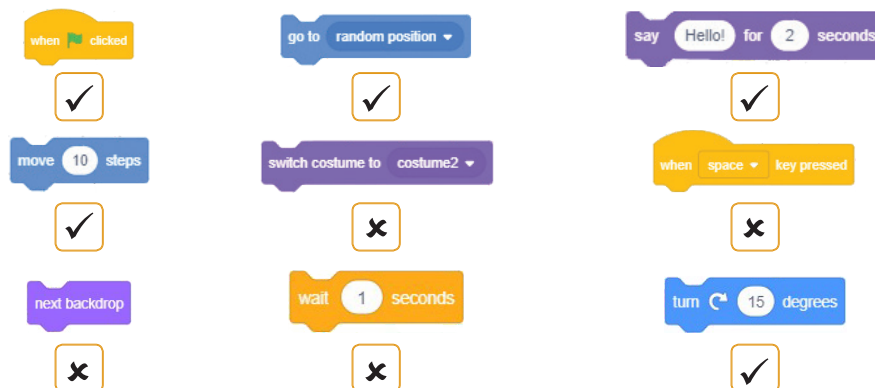 when clicked
go to random position
say Hello! for 2 seconds
move 10 steps
switch costume to costume2
when space key pressed
next backdrop
wait 1 seconds
turn 15 degrees